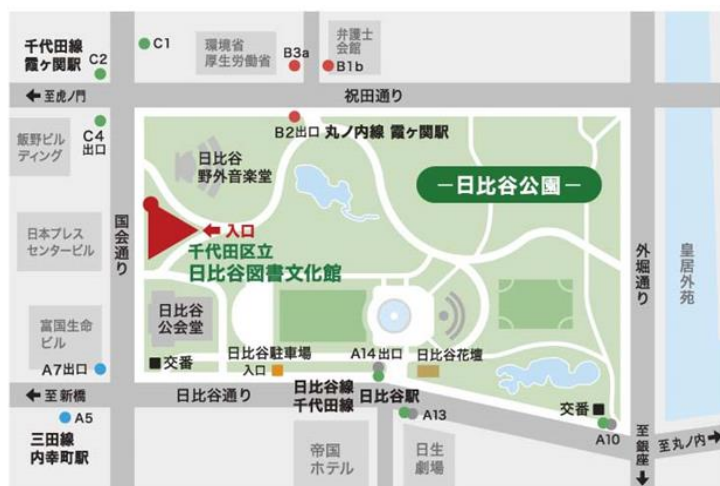 千代田線
霞ヶ関駅
C2
C1
環境省
厚生労働省
B3a
弁護士
会館
B1b
← 至虎ノ門
祝田通り
飯野ビル
ディング
C4
出口
B2出口 丸ノ内線 霞ヶ関駅
日比谷
野外音楽堂
－日比谷公園－
日本プレス
センタービル
国会通り
← 入口
千代田区立
日比谷図書文化館
外堀通り
皇居外苑
富国生命
ビル
日比谷
公会堂
A7出口
■交番
日比谷駐車場
入口
A14出口
日比谷花壇
← 至新橋
日比谷通り
日比谷線
千代田線
日比谷駅
A13
交番■
A10
A5
三田線
内幸町駅
帝国
ホテル
日生
劇場
至銀座
↓
至丸ノ内 →